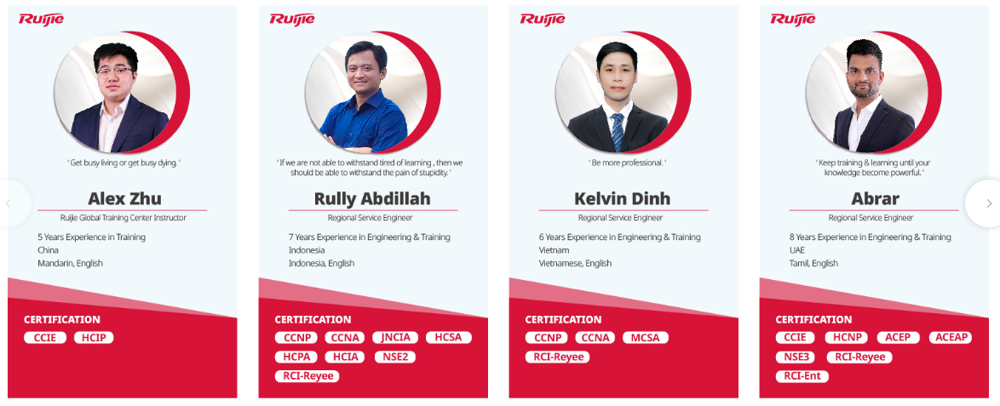 Ruijie
' Get busy living or get busy dying. '
Alex Zhu
Ruijie Global Training Center Instructor
5 Years Experience in Training
China
Mandarin, English
CERTIFICATION
CCIE HCIP
Ruijie
' If we are not able to withstand tired of learning , then we
should be able to withstand the pain of stupidity. '
Rully Abdillah
Regional Service Engineer
7 Years Experience in Engineering & Training
Indonesia
Indonesia, English
CERTIFICATION
CCNP CCNA JNCIA HCSA
HCPA HCIA NSE2
RCI-Reyee
Ruijie
' Be more professional. '
Kelvin Dinh
Regional Service Engineer
6 Years Experience in Engineering & Training
Vietnam
Vietnamese, English
CERTIFICATION
CCNP CCNA MCSA
RCI-Reyee
Ruijie
' Keep training & learning until your
knowledge become powerful. '
Abrar
Regional Service Engineer
8 Years Experience in Engineering & Training
UAE
Tamil, English
CERTIFICATION
CCIE HCNP ACEP ACEAP
NSE3 RCI-Reyee
RCI-Ent